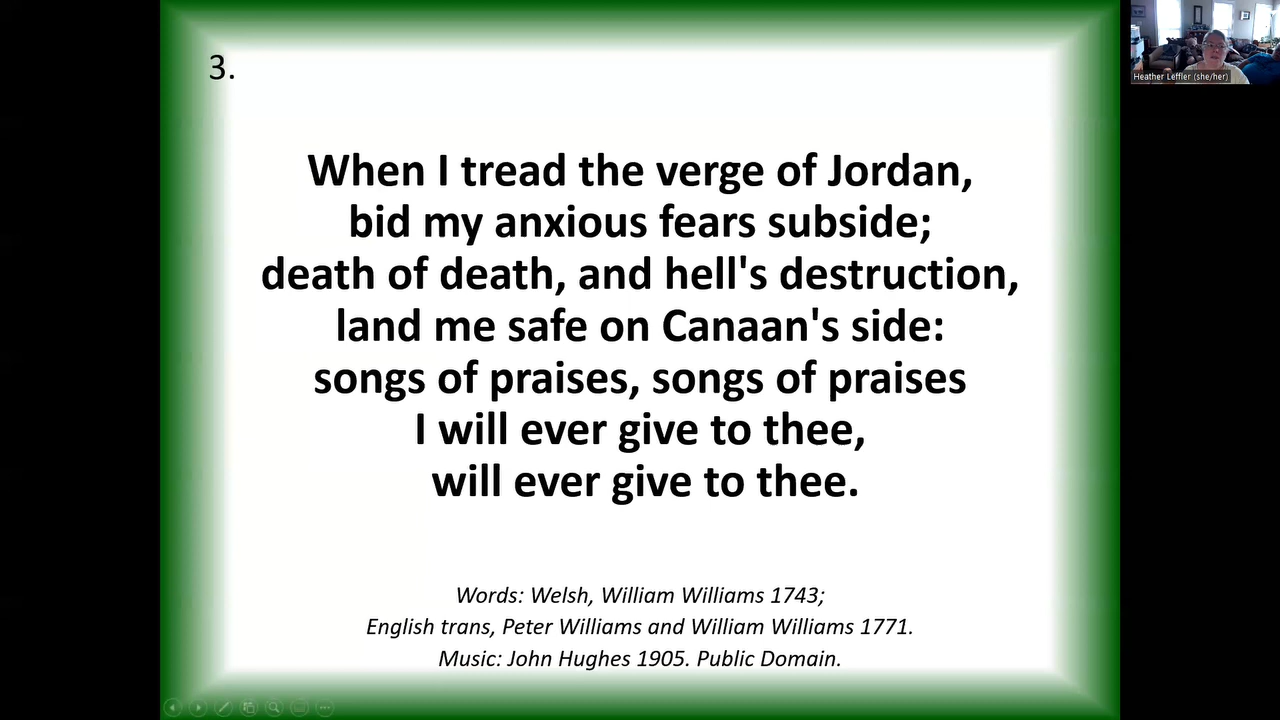 3.
When I tread the verge of Jordan,
bid my anxious fears subside;
death of death, and hell's destruction,
land me safe on Canaan's side:
songs of praises, songs of praises
I will ever give to thee,
will ever give to thee.
Words: Welsh, William Williams 1743;
English trans, Peter Williams and William Williams 1771.
Music: John Hughes 1905. Public Domain.
Heather Leffler (she/her)